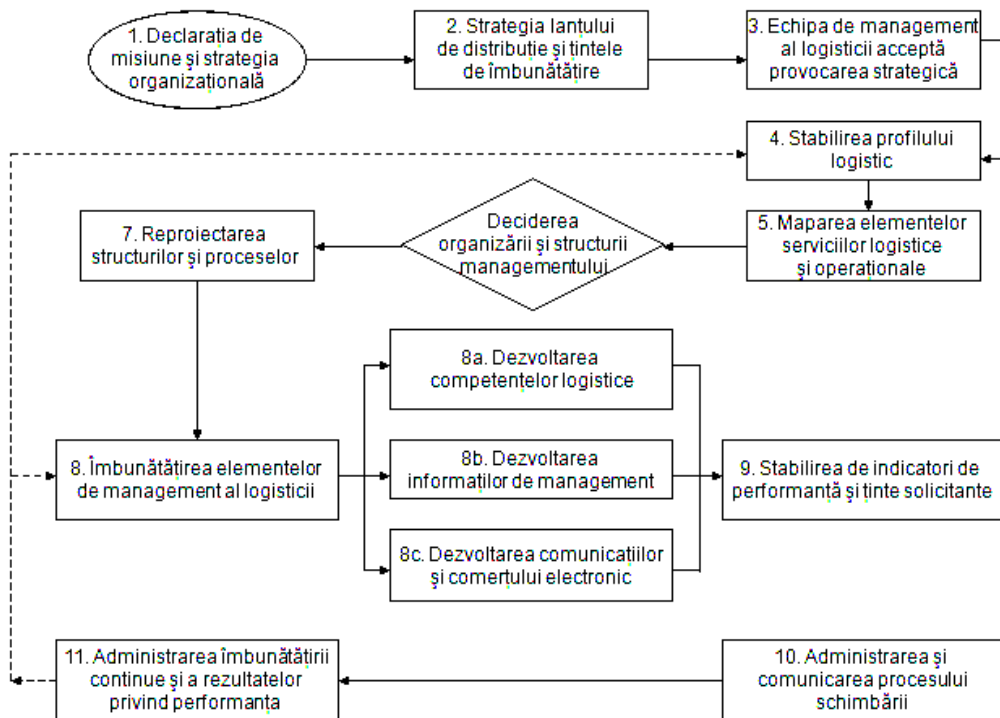 1. Declarația de
misiune și strategia
organizațională
2. Strategia lanțului
de distribuție și țintele
de îmbunătățire
3. Echipa de management
al logisticii acceptă
provocarea strategică
4. Stabilirea profilului
logistic
5. Maparea elementelor
serviciilor logistice
și operaționale
Deciderea
organizării și structurii
managementului
7. Reproiectarea
structurilor și proceselor
8. Îmbunătățirea elementelor
de management al logisticii
8a. Dezvoltarea
competențelor logistice
8b. Dezvoltarea
informațiilor de management
8c. Dezvoltarea comunicațiilor
și comerțului electronic
9. Stabilirea de indicatori de
performanță și ținte solicitante
10. Administrarea și
comunicarea procesului
schimbării
11. Administrarea îmbunătățirii
continue și a rezultatelor
privind performanța